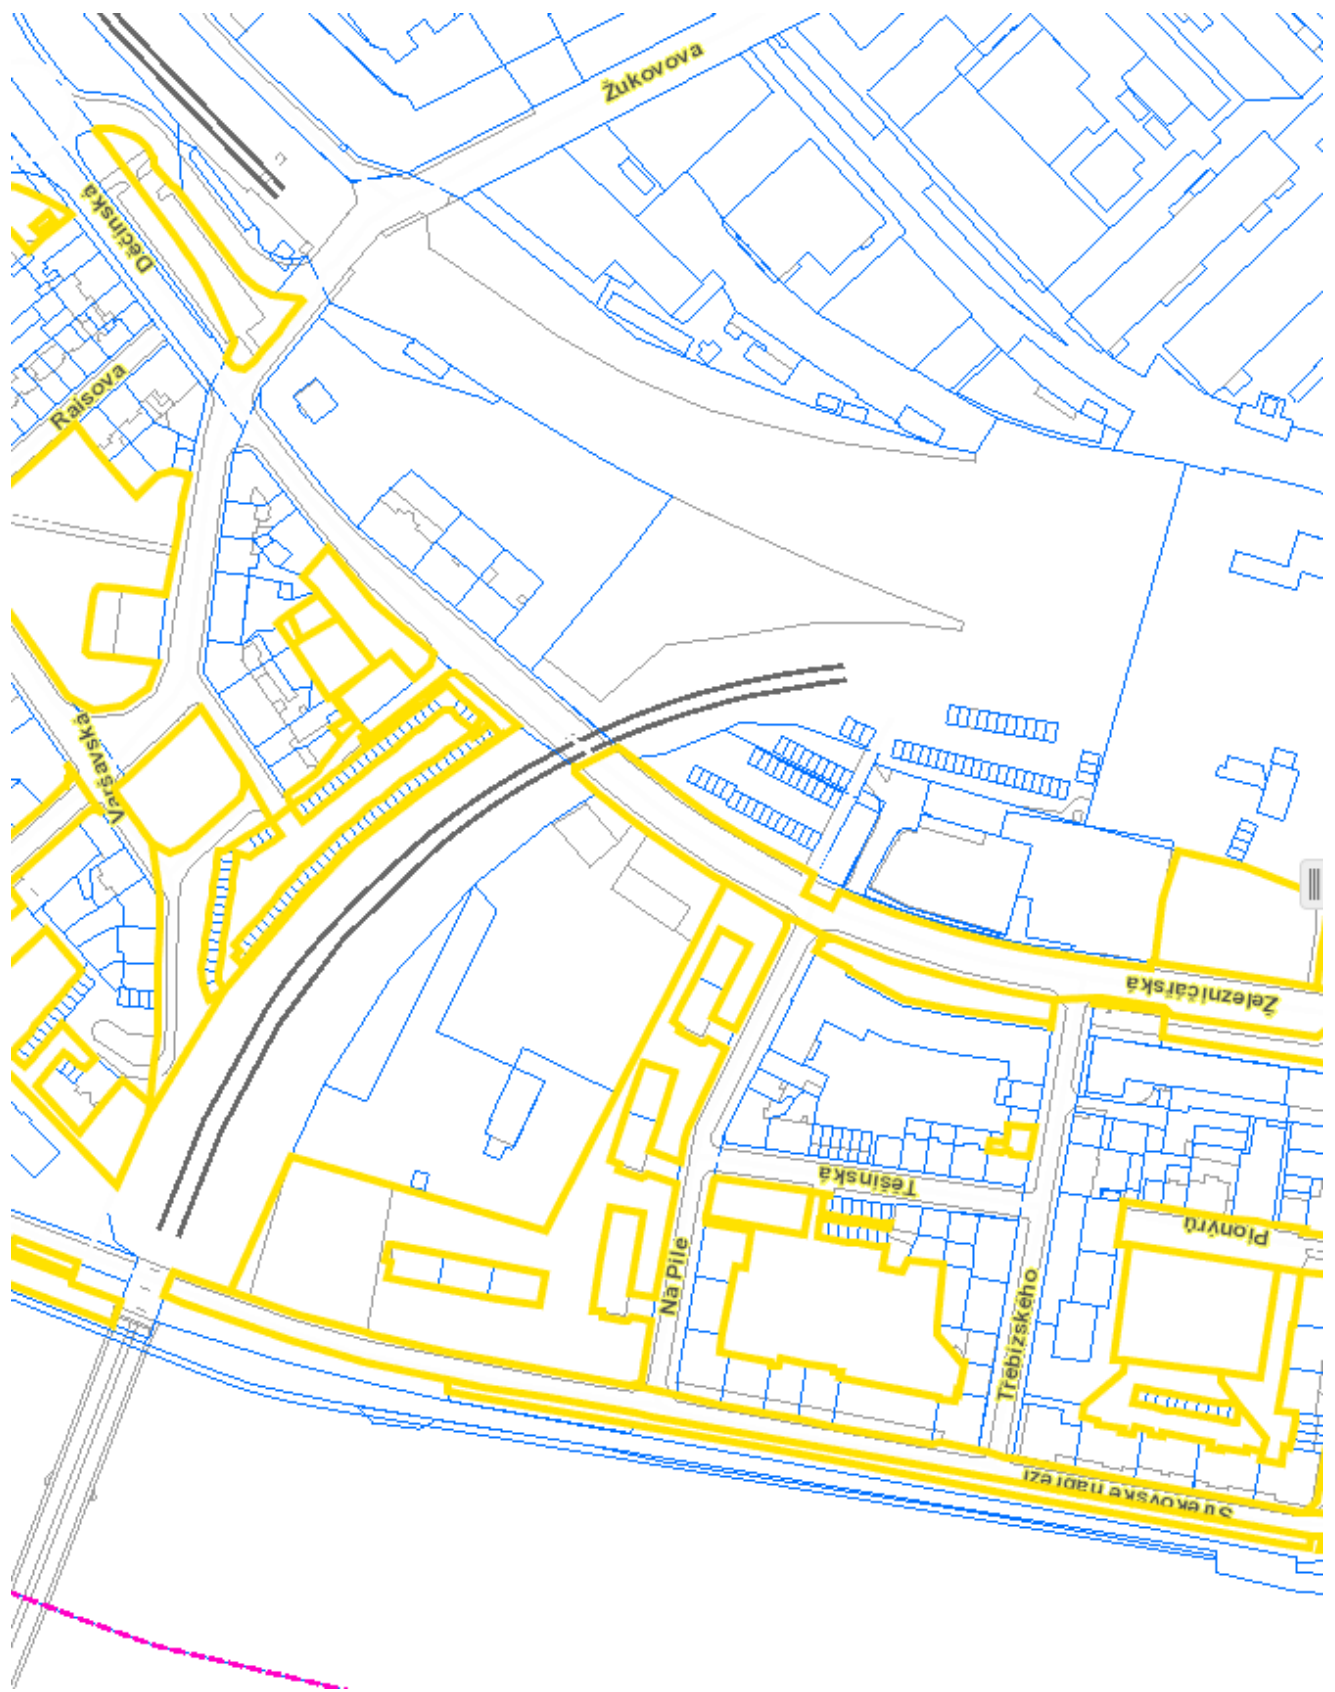 Žukovova
Děčínská
Raisova
Varšavská
Železničářská
Těšínská
Pionýrů
Na Pile
Třebízského
Střekovské nábřeží